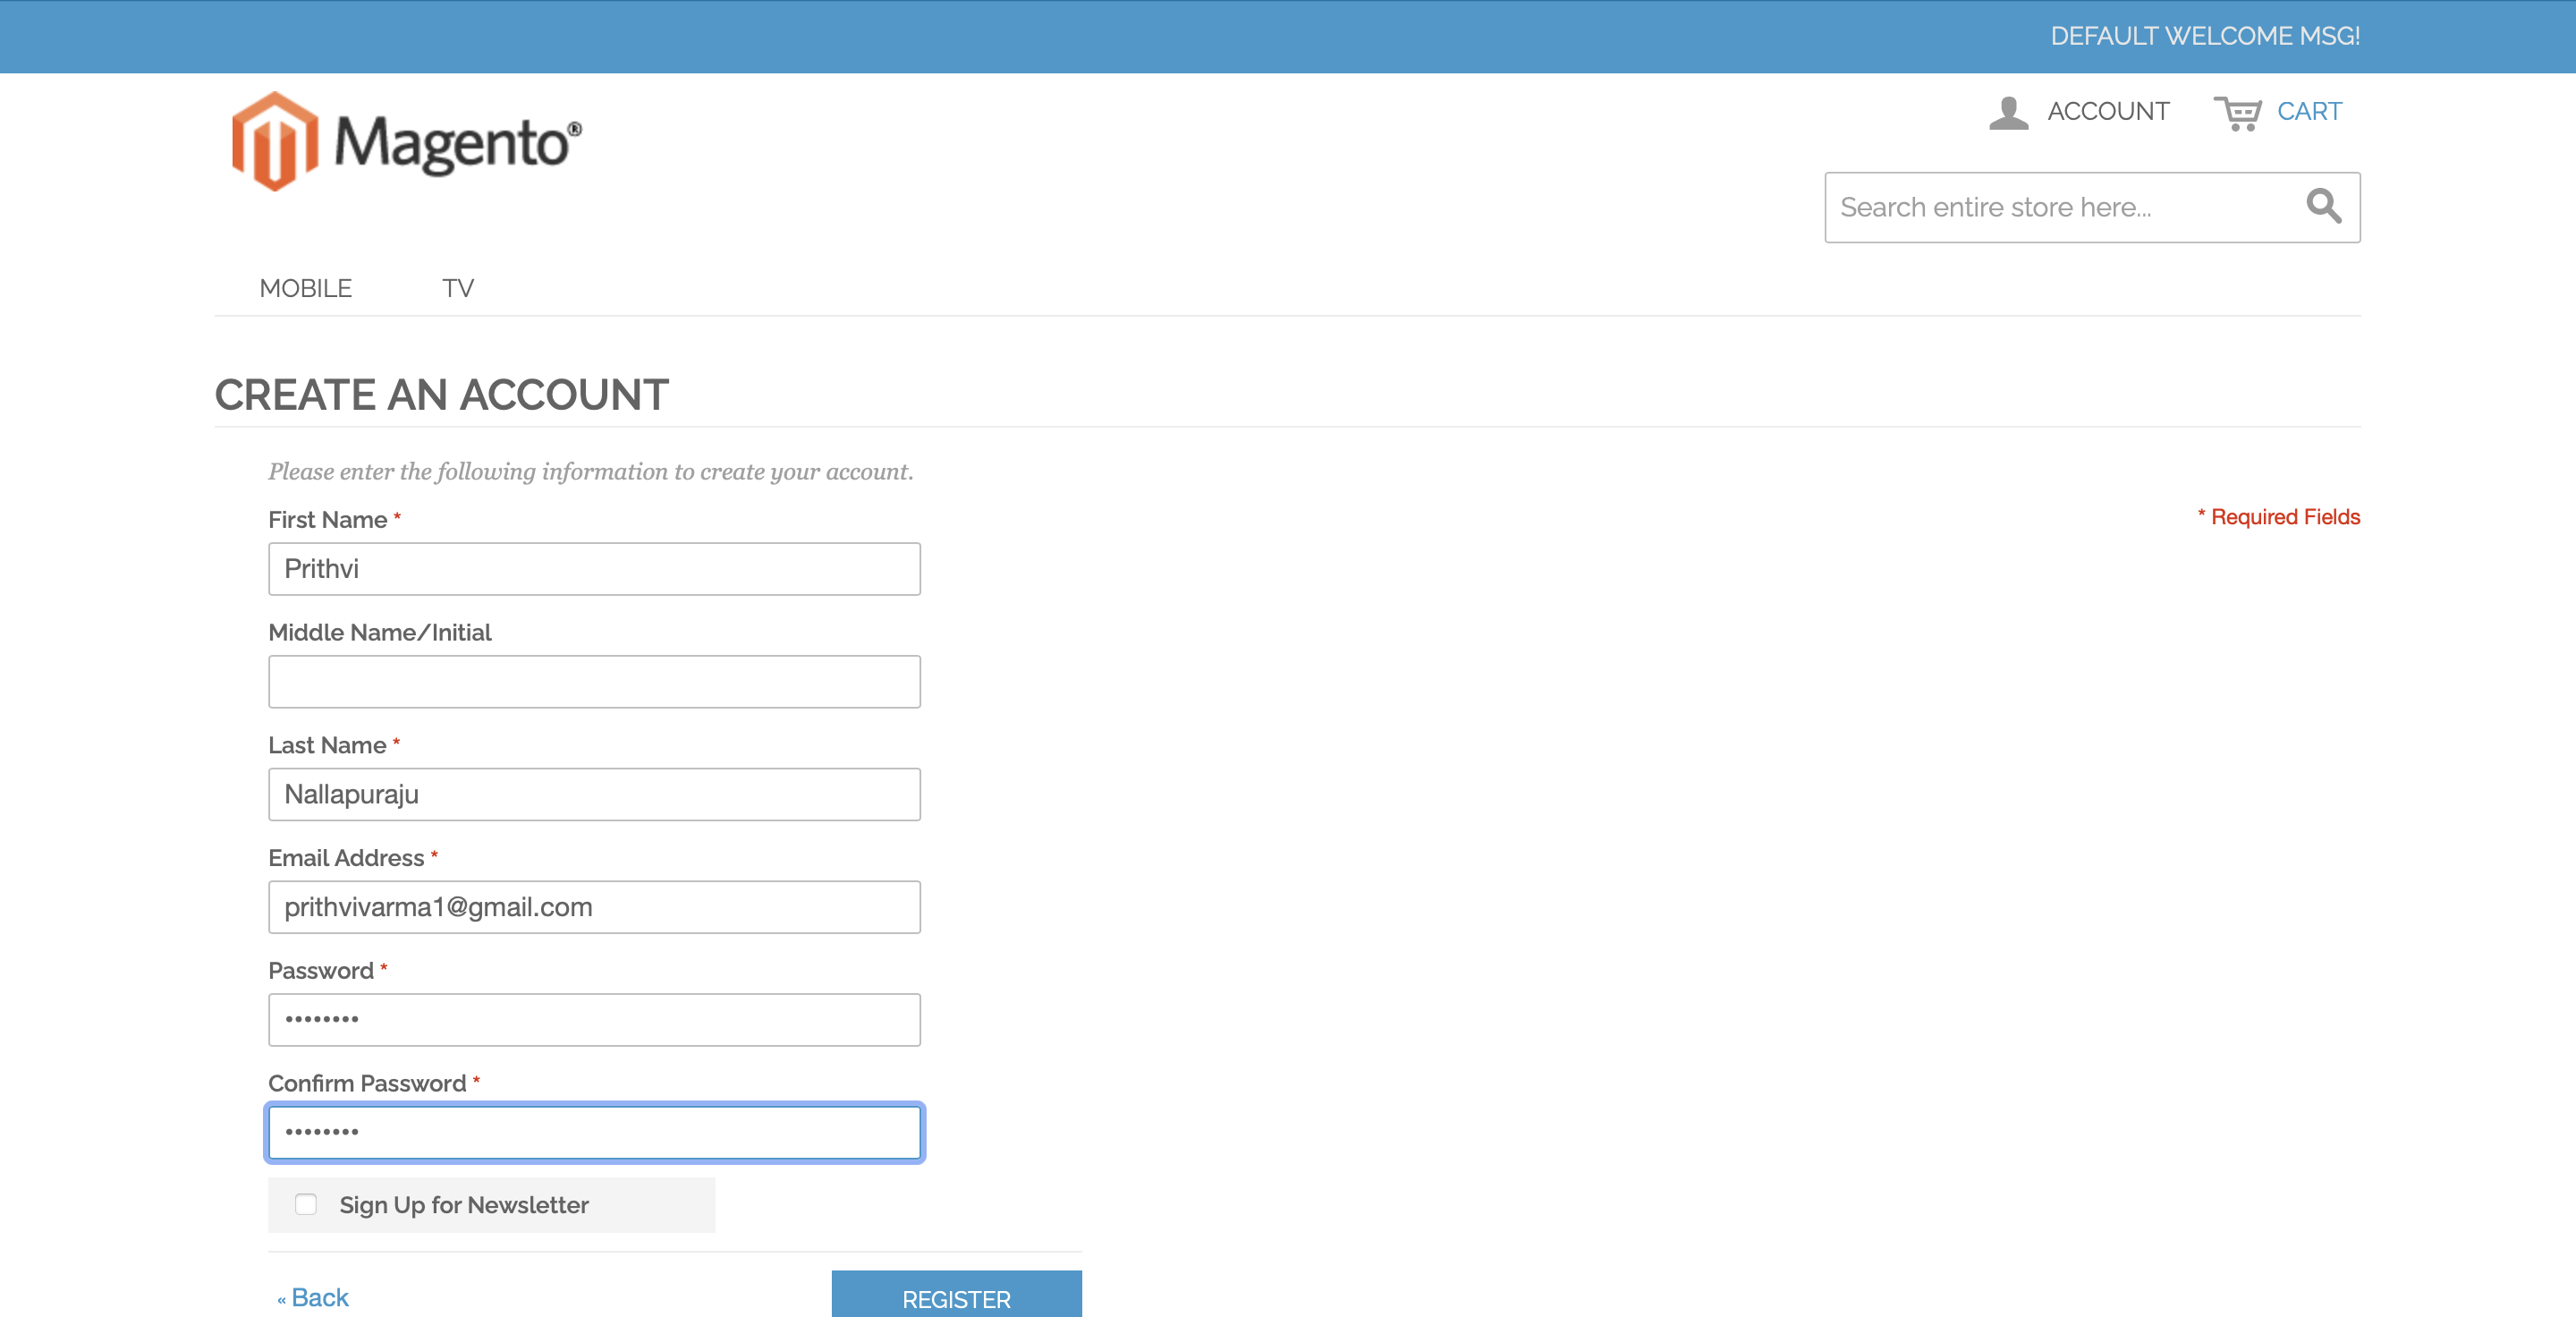 DEFAULT WELCOME MSG!
Magento®
ACCOUNT CART
Search entire store here...
MOBILE TV
CREATE AN ACCOUNT
Please enter the following information to create your account.
First Name *
* Required Fields
Prithvi
Middle Name/Initial
Last Name *
Nallapuraju
Email Address *
prithvivarma1@gmail.com
Password *
••••••••
Confirm Password *
••••••••
Sign Up for Newsletter
« Back
REGISTER